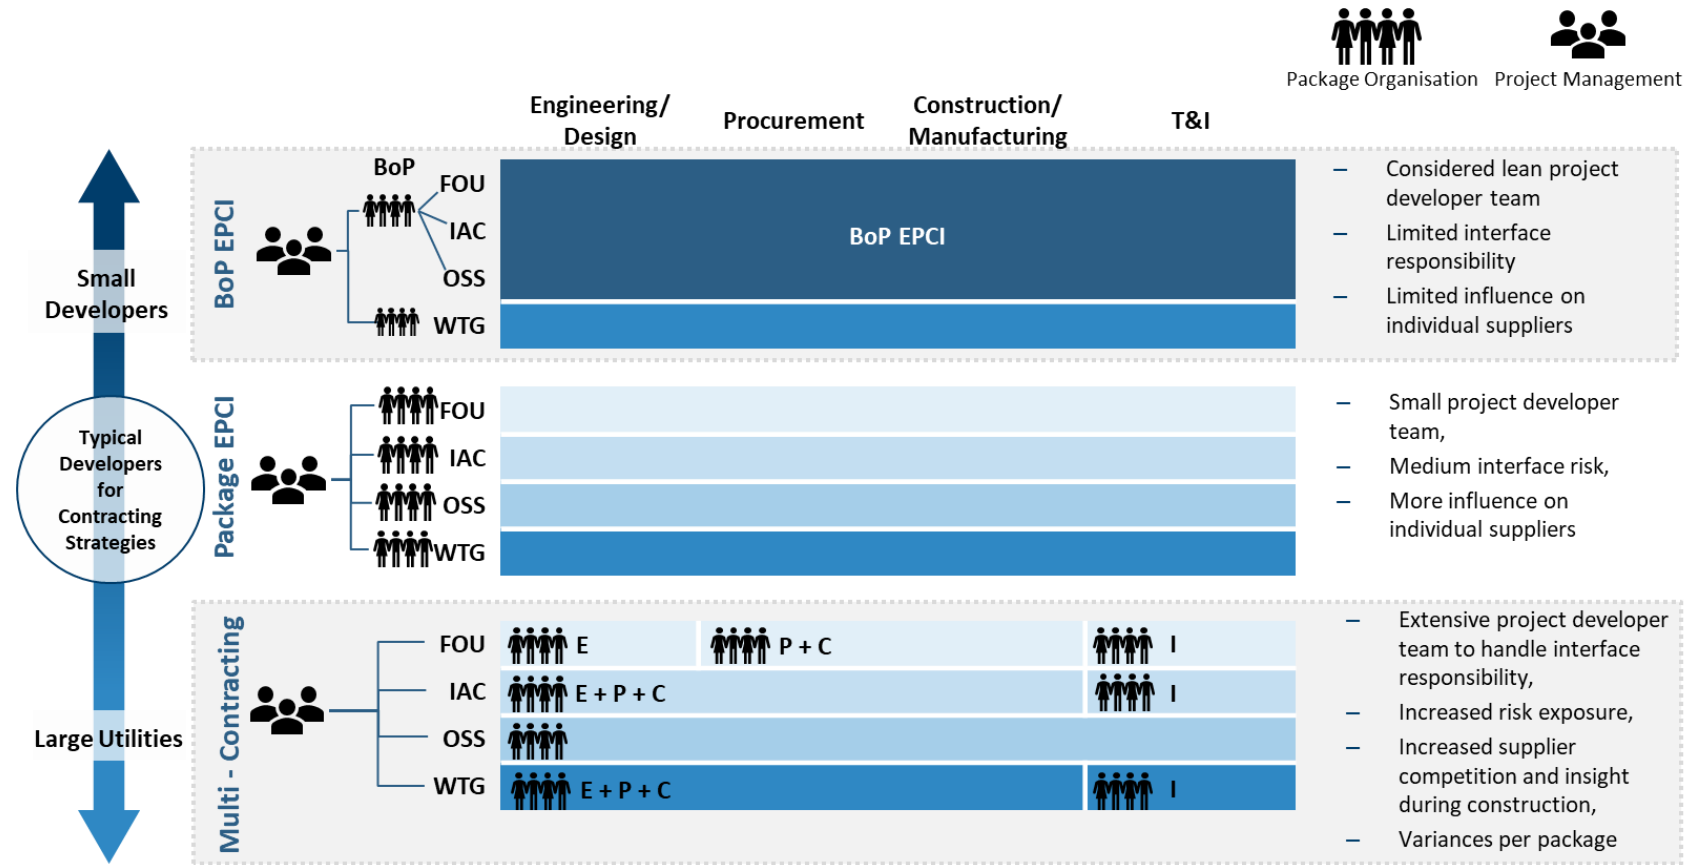 Package Organisation
Project Management
Engineering/
Design
Procurement
Construction/
Manufacturing
T&I
Small
Developers
Typical
Developers
for
Contracting
Strategies
Large Utilities
BoP EPCI
BoP
FOU
IAC
OSS
WTG
BoP EPCI
– Considered lean project
developer team
– Limited interface
responsibility
– Limited influence on
individual suppliers
Package EPCI
FOU
IAC
OSS
WTG
– Small project developer
team,
– Medium interface risk,
– More influence on
individual suppliers
Multi - Contracting
FOU
E
P + C
I
IAC
E + P + C
I
OSS
WTG
E + P + C
I
– Extensive project developer
team to handle interface
responsibility,
– Increased risk exposure,
– Increased supplier
competition and insight
during construction,
– Variances per package